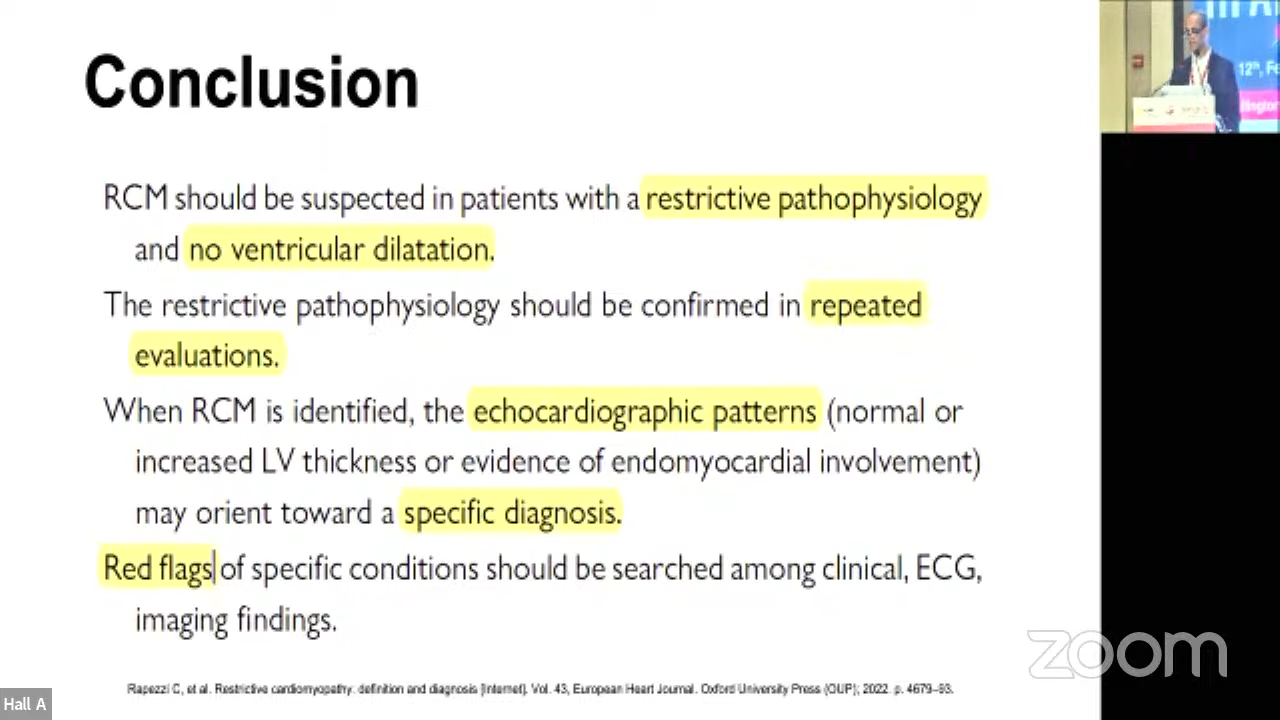 Conclusion
RCM should be suspected in patients with a restrictive pathophysiology
and no ventricular dilatation.
The restrictive pathophysiology should be confirmed in repeated
evaluations.
When RCM is identified, the echocardiographic patterns (normal or
increased LV thickness or evidence of endomyocardial involvement)
may orient toward a specific diagnosis.
Red flags of specific conditions should be searched among clinical, ECG,
imaging findings.
Rapezzi C, et al. Restrictive cardiomyopathy: definition and diagnosis [Internet]. Vol. 43, European Heart Journal. Oxford University Press (OUP); 2022. p. 4679–93.
Hall A
zoom
12th, Fe